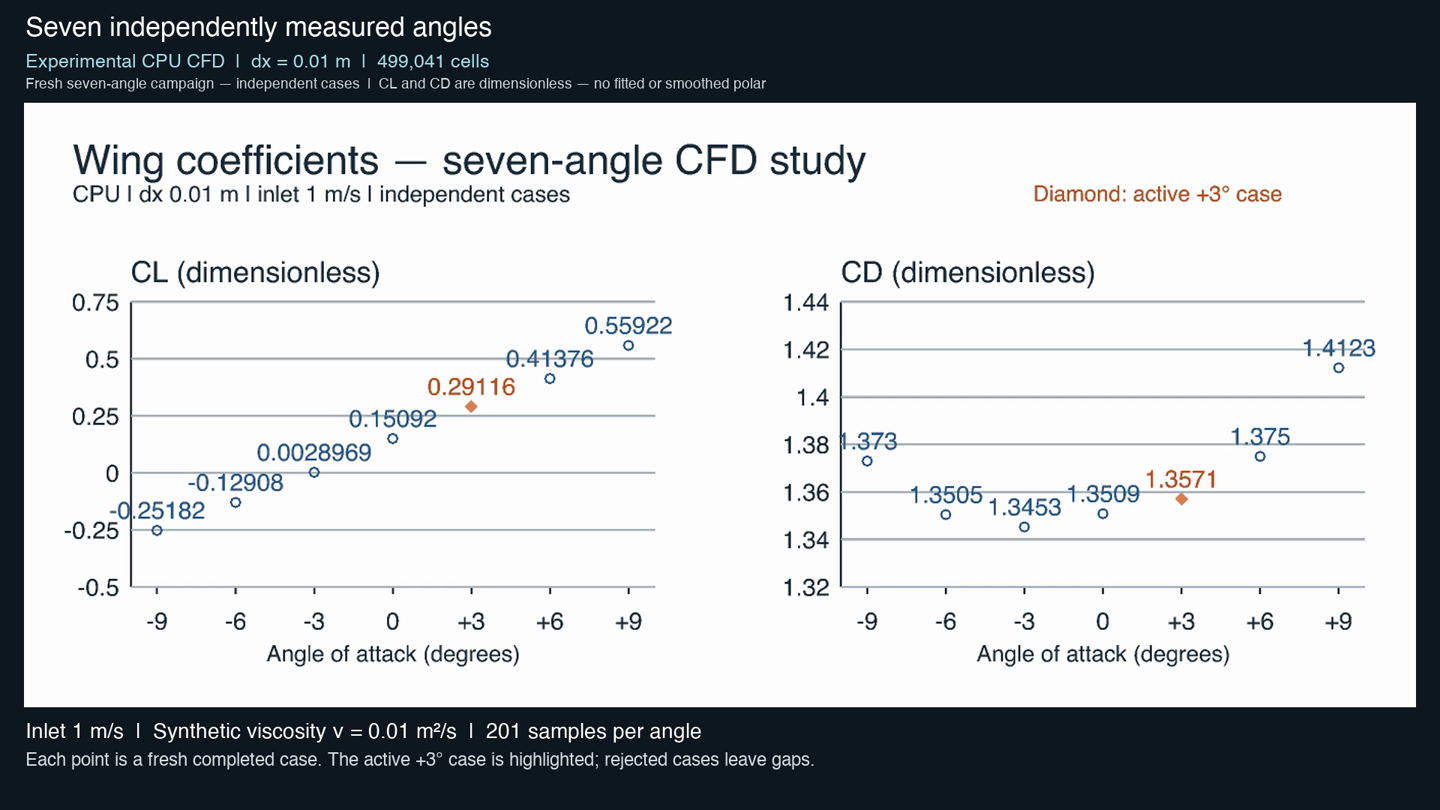 Seven independently measured angles
Experimental CPU CFD | dx = 0.01 m | 499,041 cells
Fresh seven-angle campaign — independent cases | CL and CD are dimensionless — no fitted or smoothed polar
Wing coefficients — seven-angle CFD study
CPU | dx 0.01 m | inlet 1 m/s | independent cases
Diamond: active +3° case
CL (dimensionless)
0.75
0.5
0.25
0
-0.25
-0.5
-0.25182
-0.12908
0.0028969
0.15092
0.29116
0.41376
0.55922
-9 -6 -3 0 +3 +6 +9
Angle of attack (degrees)
CD (dimensionless)
1.44
1.42
1.4
1.38
1.36
1.34
1.32
1.373
1.3505
1.3453
1.3509
1.3571
1.375
1.4123
-9 -6 -3 0 +3 +6 +9
Angle of attack (degrees)
Inlet 1 m/s | Synthetic viscosity ν = 0.01 m²/s | 201 samples per angle
Each point is a fresh completed case. The active +3° case is highlighted; rejected cases leave gaps.